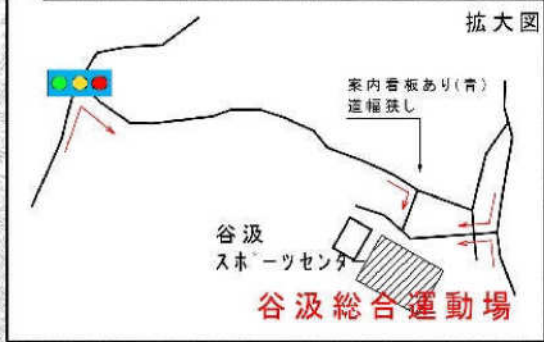 拡大図
案内看板あり(青)
道幅狭し
谷汲
スポーツセンター
谷汲総合運動場